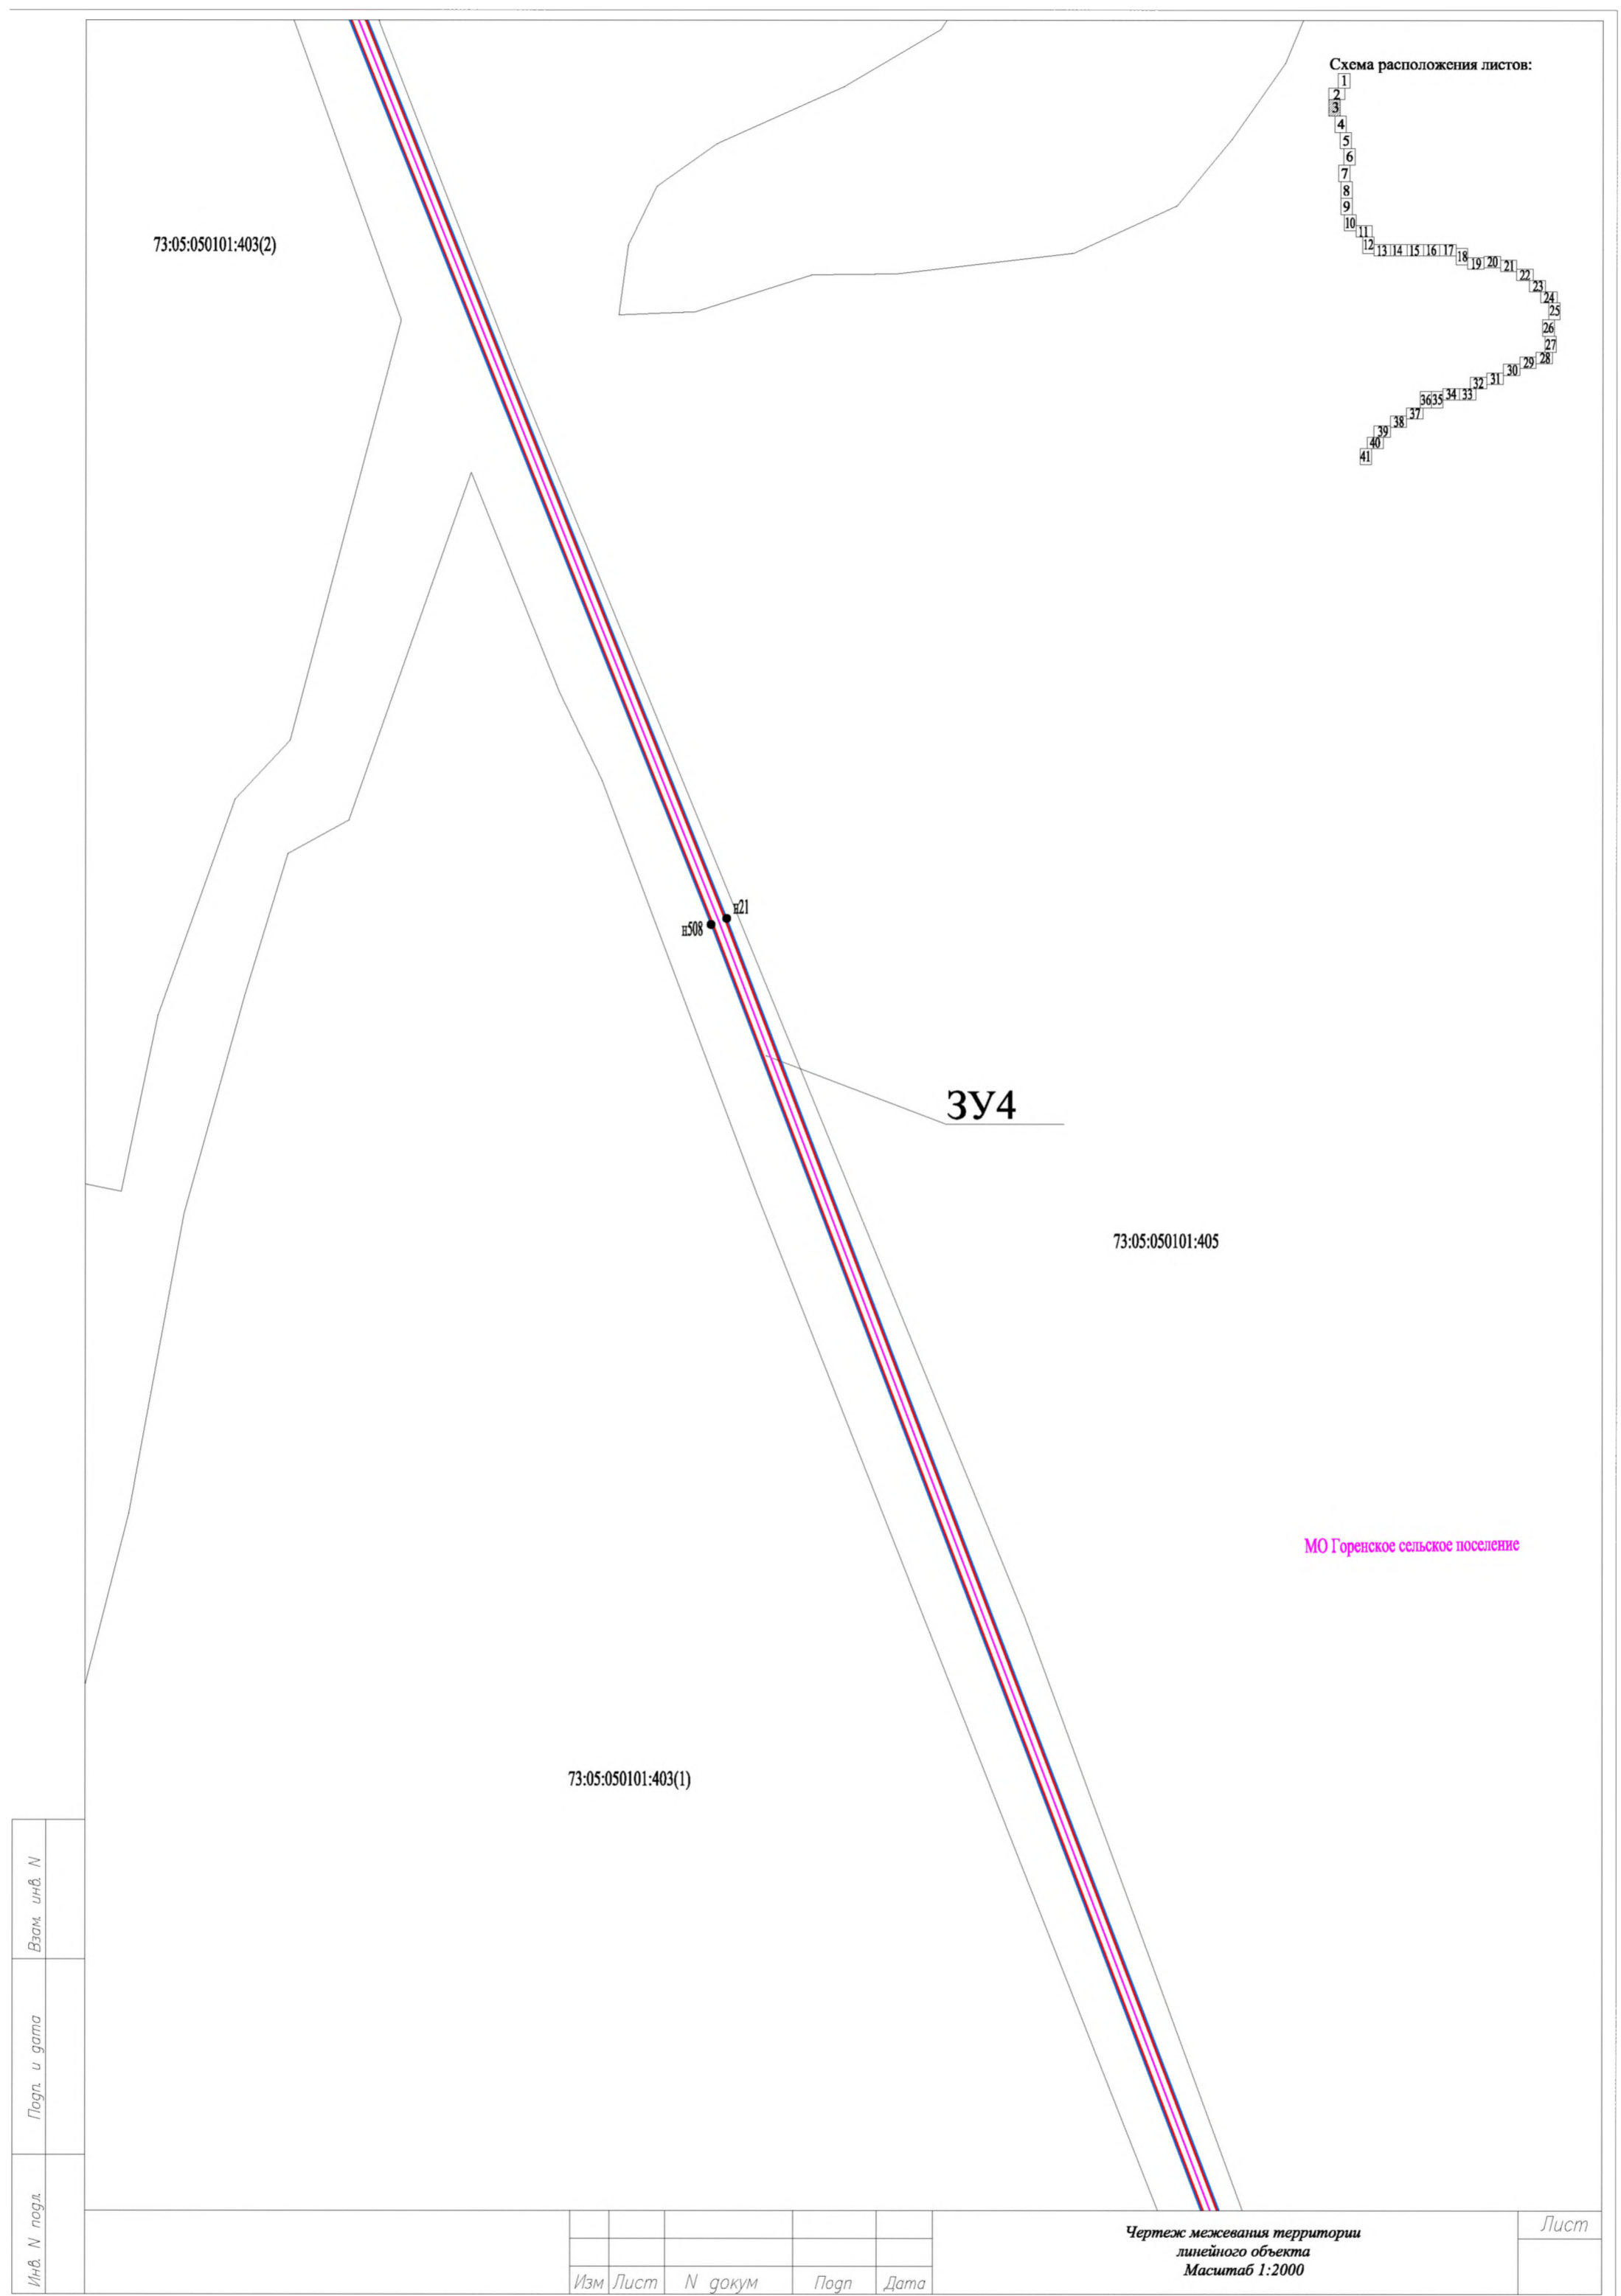 Схема расположения листов:
1
2
3
4
5
6
7
8
9
10
11
12
13 14 15 16 17
18
19
20
21
22
23
24
25
26
27
28
29
30
31
32
34 33
36 35
37
38
39
40
41
73:05:050101:403(2)
н21
н508
ЗУ4
73:05:050101:405
МО Горенское сельское поселение
73:05:050101:403(1)
Взам. инв. N
Подп. и дата
Инв. N подл.
Изм Лист N докум Подп Дата
Чертеж межевания территории
линейного объекта
Масштаб 1:2000
Лист